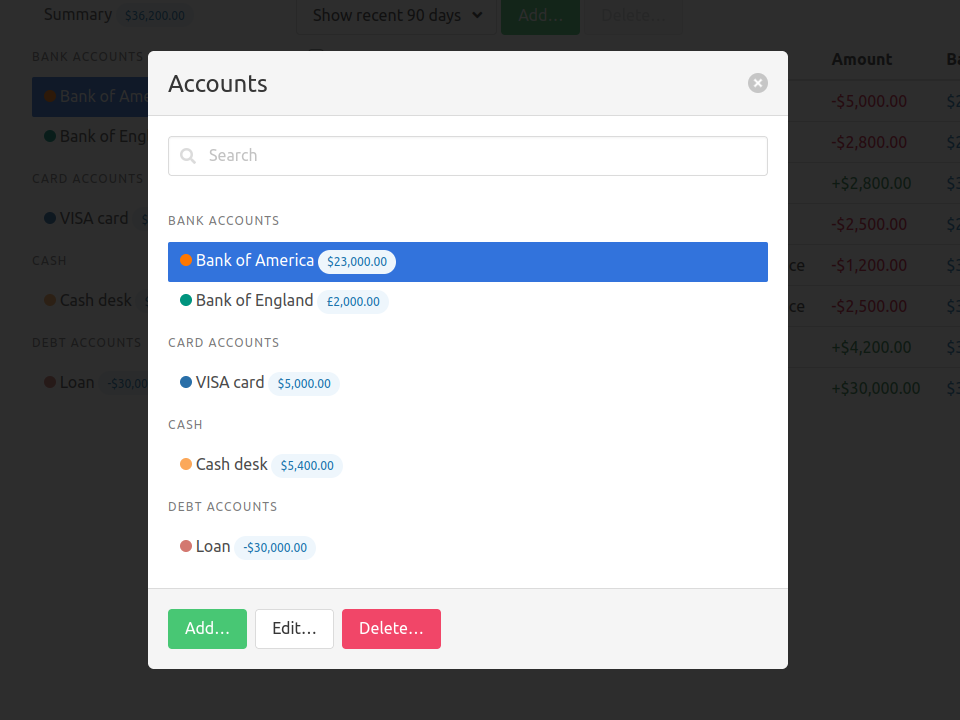 Summary $36,200.00
Show recent 90 days
Add…
Delete…
BANK ACCOUNTS
Amount
Bank of Ame
-$5,000.00
Bank of Eng
-$2,800.00
CARD ACCOUNTS
+$2,800.00
VISA card
-$2,500.00
CASH
ce -$1,200.00
Cash desk
ce -$2,500.00
DEBT ACCOUNTS
+$4,200.00
Loan -$30,00
+$30,000.00
Accounts
Search
BANK ACCOUNTS
Bank of America $23,000.00
Bank of England £2,000.00
CARD ACCOUNTS
VISA card $5,000.00
CASH
Cash desk $5,400.00
DEBT ACCOUNTS
Loan -$30,000.00
Add…
Edit…
Delete…